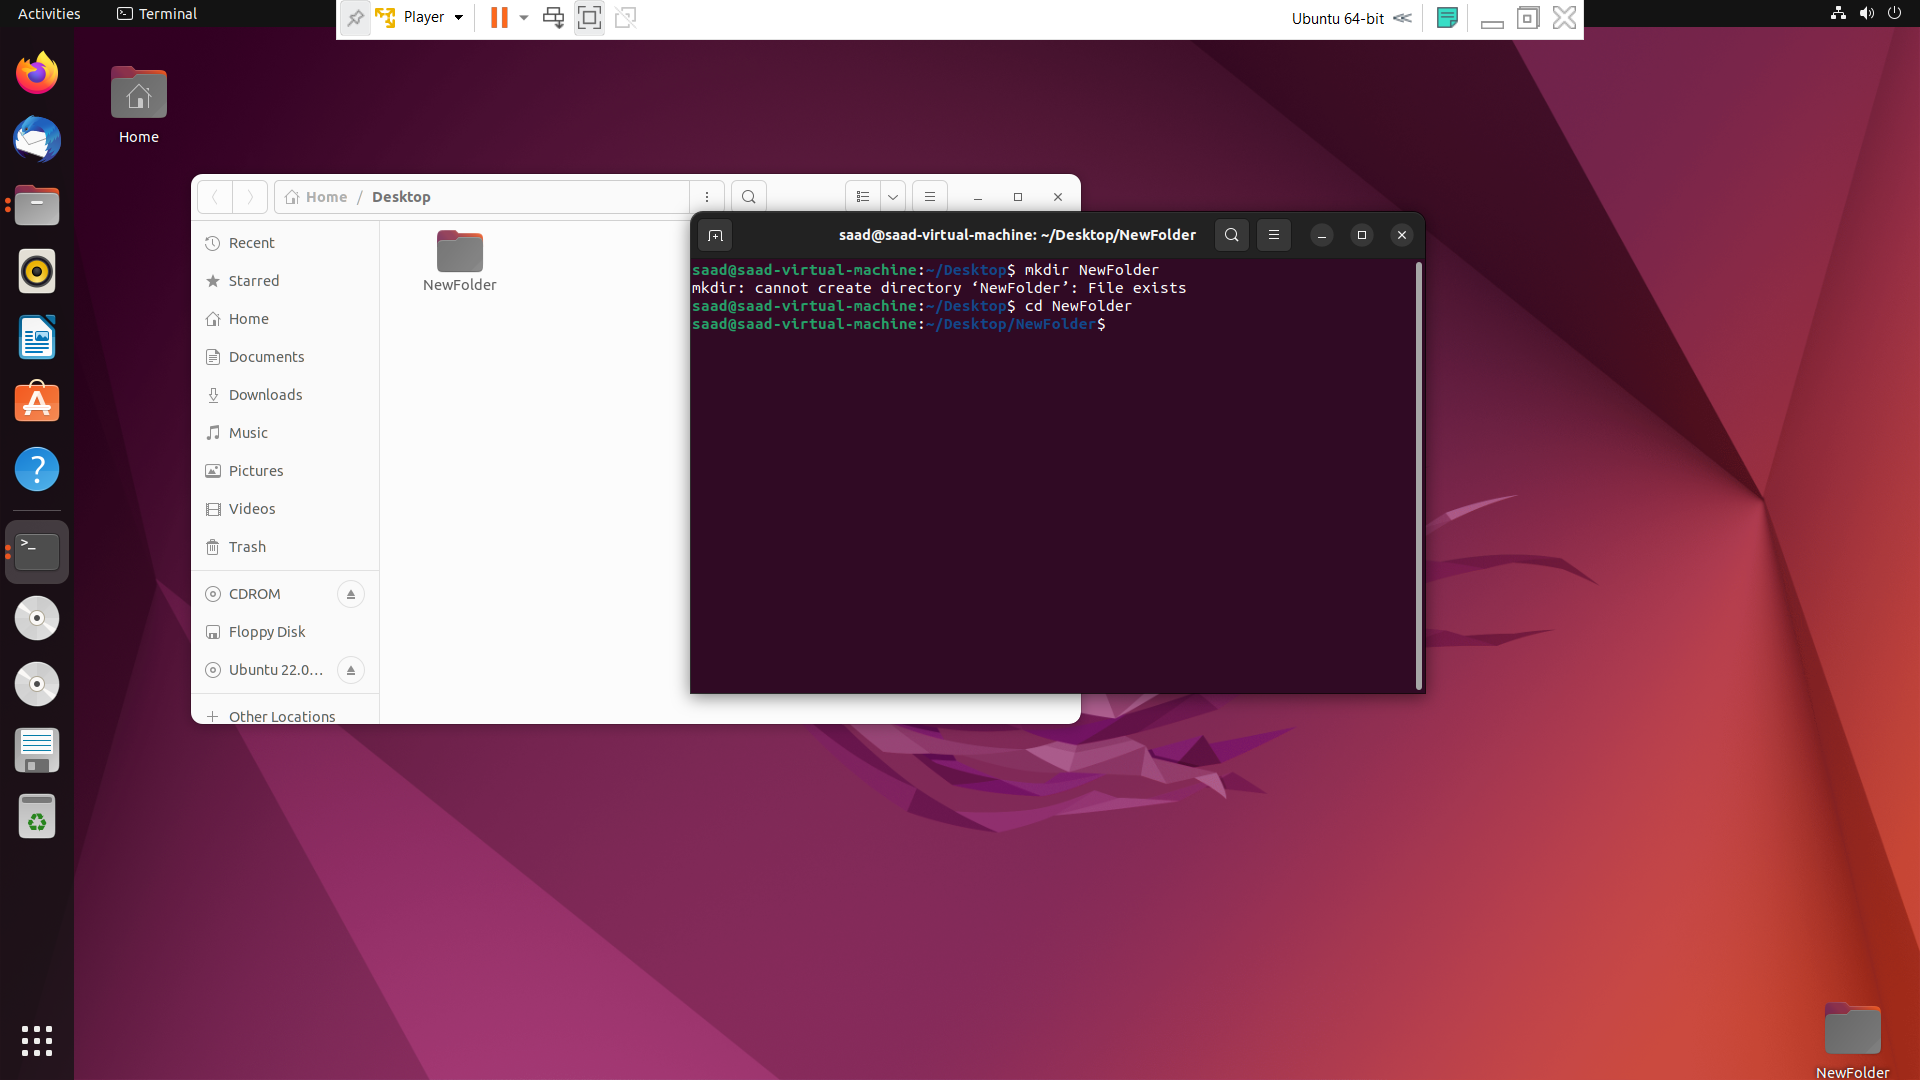 Activities
Terminal
Player
Ubuntu 64-bit
Home
Home / Desktop
Recent
Starred
Home
Documents
Downloads
Music
Pictures
Videos
Trash
CDROM
Floppy Disk
Ubuntu 22.0…
Other Locations
NewFolder
saad@saad-virtual-machine: ~/Desktop/NewFolder
saad@saad-virtual-machine:~/Desktop$ mkdir NewFolder
mkdir: cannot create directory ‘NewFolder’: File exists
saad@saad-virtual-machine:~/Desktop$ cd NewFolder
saad@saad-virtual-machine:~/Desktop/NewFolder$
NewFolder